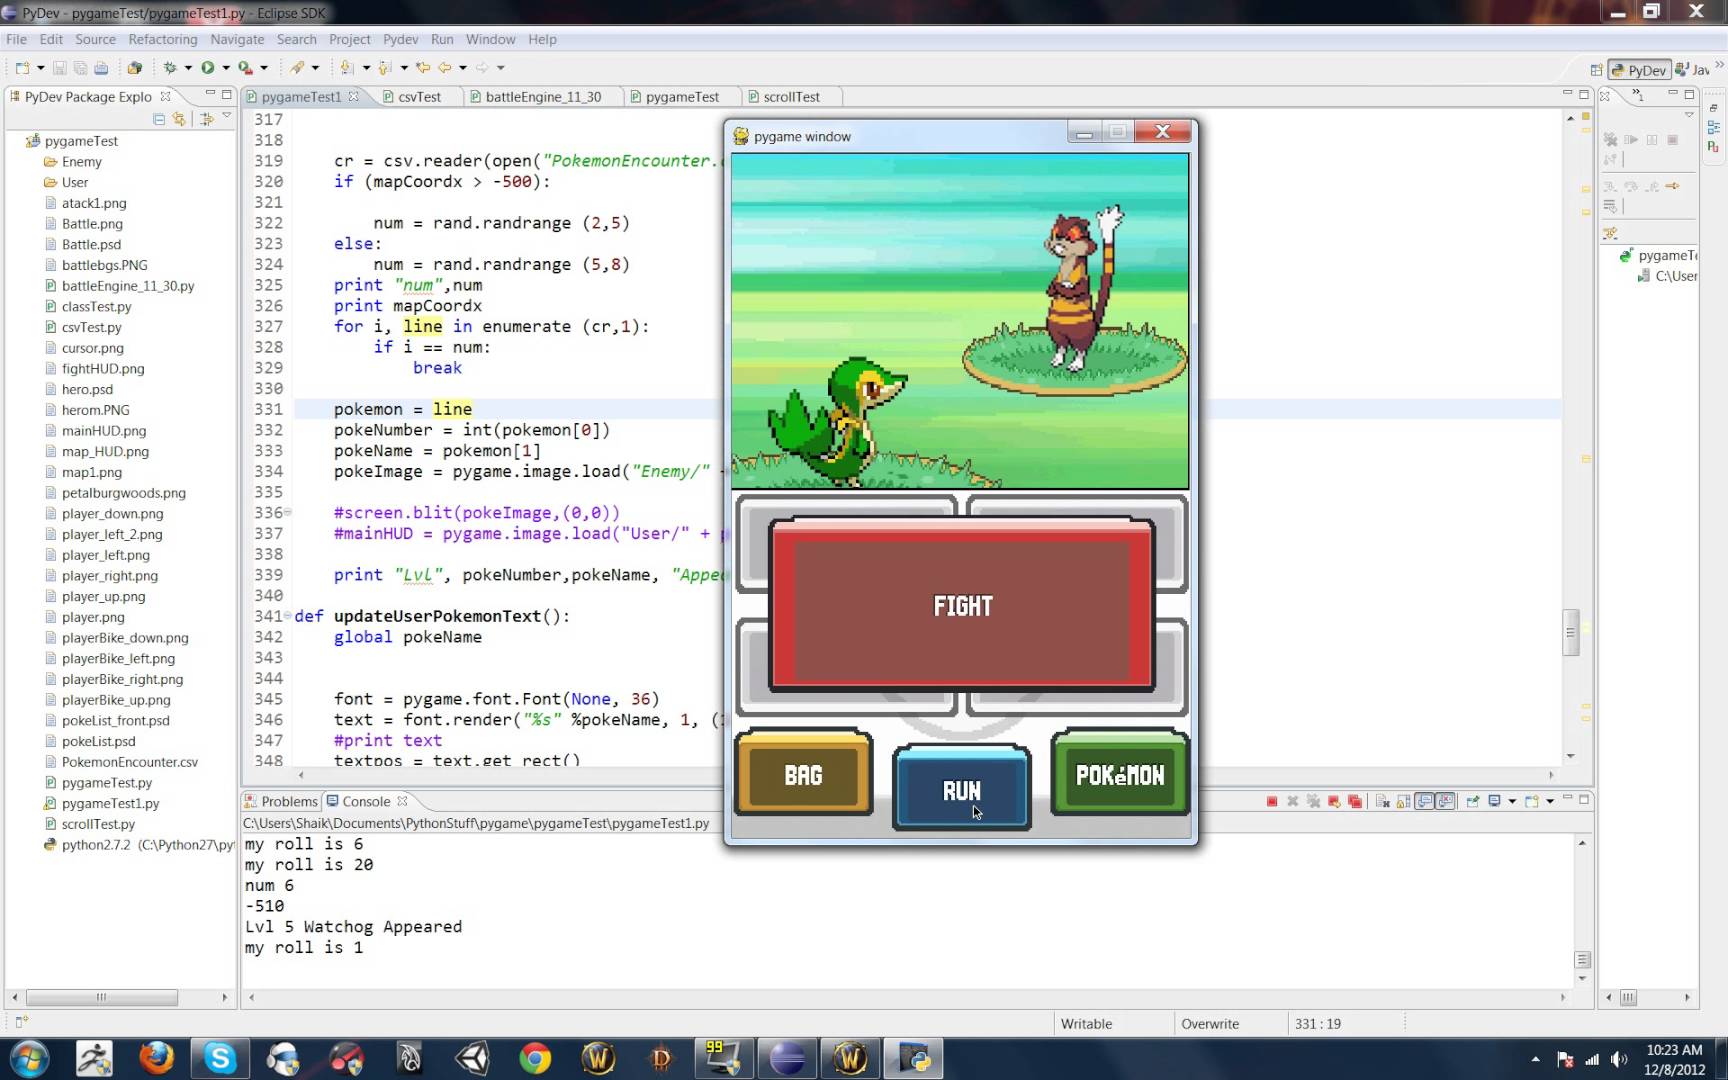 PyDev - pygameTest/pygameTest1.py - Eclipse SDK
File Edit Source Refactoring Navigate Search Project Pydev Run Window Help
PyDev
Jav
PyDev Package Explo
pygameTest
Enemy
User
atack1.png
Battle.png
Battle.psd
battlebgs.PNG
battleEngine_11_30.py
classTest.py
csvTest.py
cursor.png
fightHUD.png
hero.psd
herom.PNG
mainHUD.png
map_HUD.png
map1.png
petalburgwoods.png
player_down.png
player_left_2.png
player_left.png
player_right.png
player_up.png
player.png
playerBike_down.png
playerBike_left.png
playerBike_right.png
playerBike_up.png
pokeList_front.psd
pokeList.psd
PokemonEncounter.csv
pygameTest.py
pygameTest1.py
scrollTest.py
python2.7.2 (C:\Python27\pyt
pygameTest1 csvTest battleEngine_11_30 pygameTest scrollTest
317
318
319 cr = csv.reader(open("PokemonEncounter.
320 if (mapCoordx > -500):
321
322 num = rand.randrange (2,5)
323 else:
324 num = rand.randrange (5,8)
325 print "num",num
326 print mapCoordx
327 for i, line in enumerate (cr,1):
328 if i == num:
329 break
330
331 pokemon = line
332 pokeNumber = int(pokemon[0])
333 pokeName = pokemon[1]
334 pokeImage = pygame.image.load("Enemy/"
335
336 #screen.blit(pokeImage,(0,0))
337 #mainHUD = pygame.image.load("User/" + p
338
339 print "Lvl", pokeNumber,pokeName, "Appea
340
341 def updateUserPokemonText():
342 global pokeName
343
344
345 font = pygame.font.Font(None, 36)
346 text = font.render("%s" %pokeName, 1, (1
347 #print text
348 textpos = text.get_rect()
pygame window
FIGHT
BAG
RUN
POKéMON
pygameTe
C:\User
Problems Console
C:\Users\Shaik\Documents\PythonStuff\pygame\pygameTest\pygameTest1.py
my roll is 6
my roll is 20
num 6
-510
Lvl 5 Watchog Appeared
my roll is 1
Writable Overwrite 331 : 19
99
10:23 AM
12/8/2012